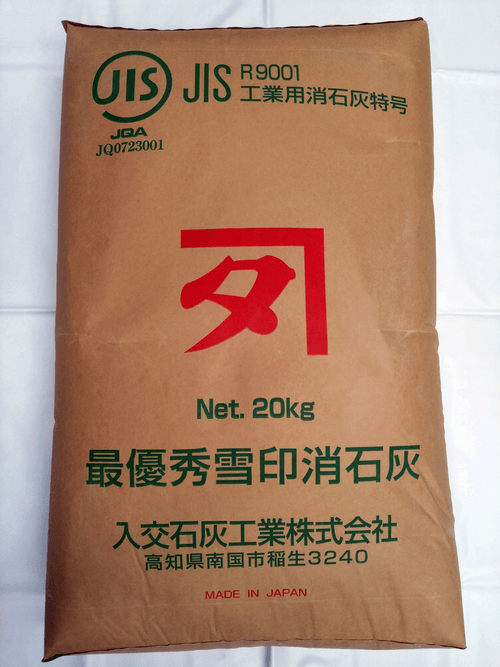 JIS
JQA
JQ0723001
JIS R9001
工業用消石灰特号
タ
Net. 20kg
最優秀雪印消石灰
入交石灰工業株式会社
高知県南国市稲生3240
MADE IN JAPAN